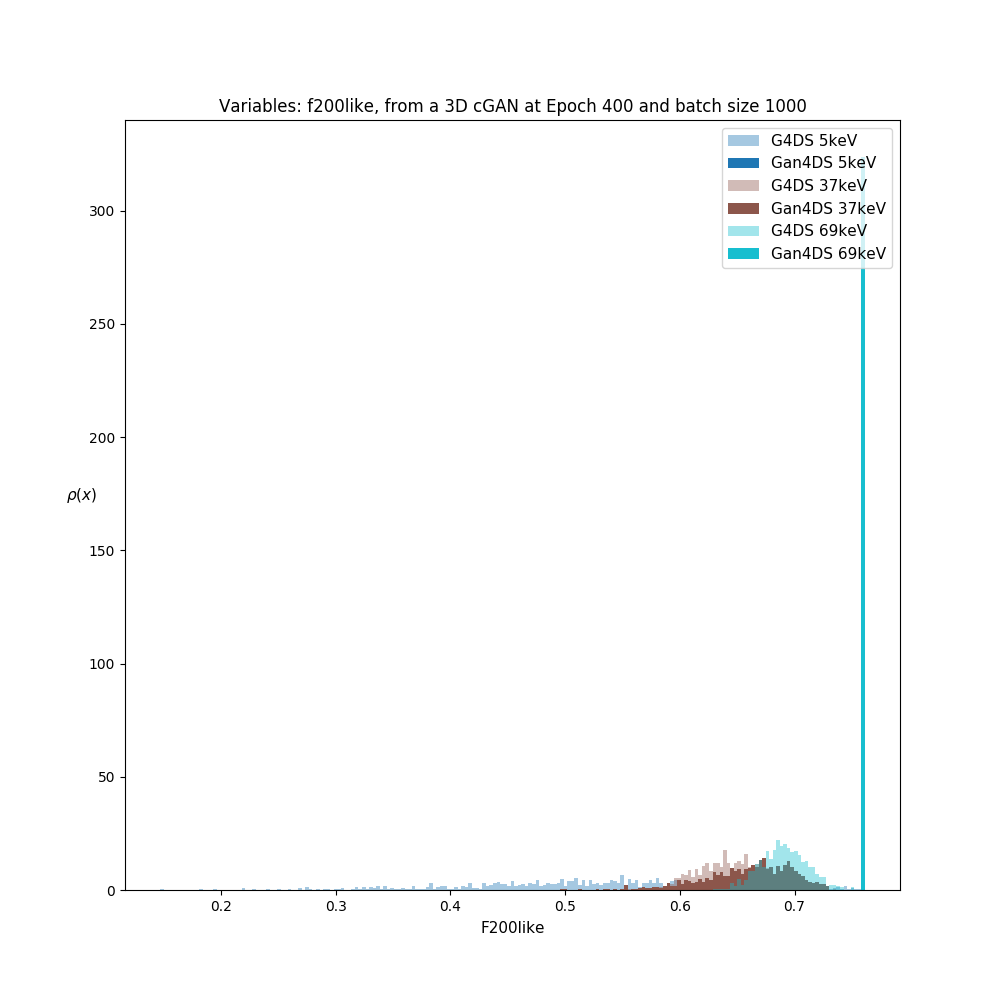 Variables: f200like, from a 3D cGAN at Epoch 400 and batch size 1000
G4DS 5keV
Gan4DS 5keV
G4DS 37keV
Gan4DS 37keV
G4DS 69keV
Gan4DS 69keV
300
250
200
ρ(x)
150
100
50
0
0.2 0.3 0.4 0.5 0.6 0.7
F200like